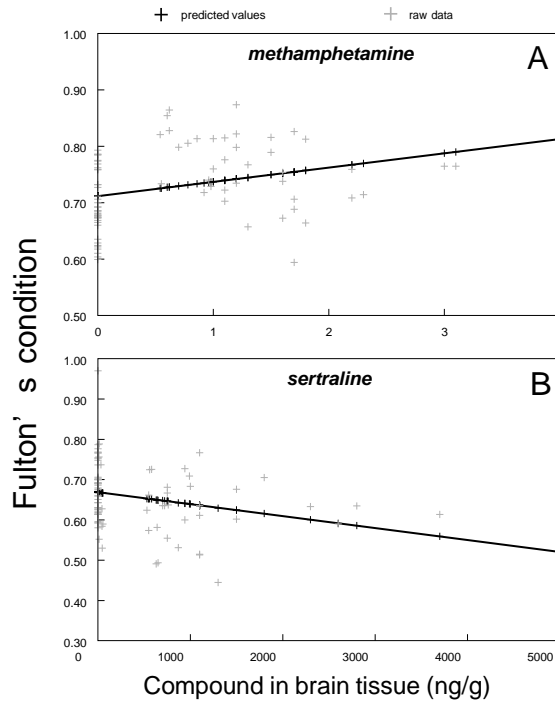 predicted values raw data
methamphetamine A
1.00
0.90
0.80
0.70
0.60
0.50
0 1 2 3
Fulton’ s condition
sertraline B
1.00
0.90
0.80
0.70
0.60
0.50
0.40
0.30
0 1000 2000 3000 4000 5000
Compound in brain tissue (ng/g)